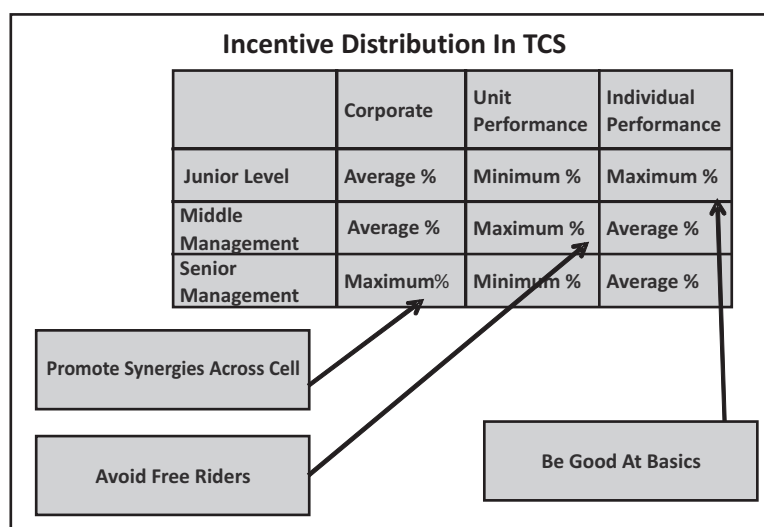 Incentive Distribution In TCS
Corporate
Unit
Performance
Individual
Performance
Junior Level
Average %
Minimum %
Maximum %
Middle
Management
Average %
Maximum %
Average %
Senior
Management
Maximum%
Minimum %
Average %
Promote Synergies Across Cell
Avoid Free Riders
Be Good At Basics